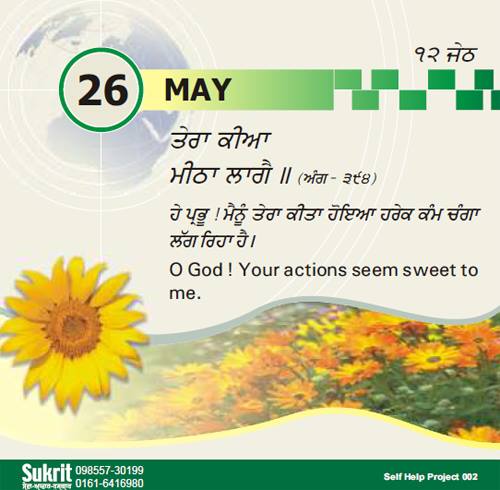 ੧੨ ਜੇਠ
26 MAY
ਤੇਰਾ ਕੀਆ
ਮੀਠਾ ਲਾਗੈ ॥ (ਅੰਗ - ੩੯੪)
ਹੇ ਪ੍ਰਭੂ ! ਮੈਨੂੰ ਤੇਰਾ ਕੀਤਾ ਹੋਇਆ ਹਰੇਕ ਕੰਮ ਚੰਗਾ
ਲੱਗ ਰਿਹਾ ਹੈ।
O God ! Your actions seem sweet to
me.
Sukrit 098557-30199
0161-6416980
Self Help Project 002